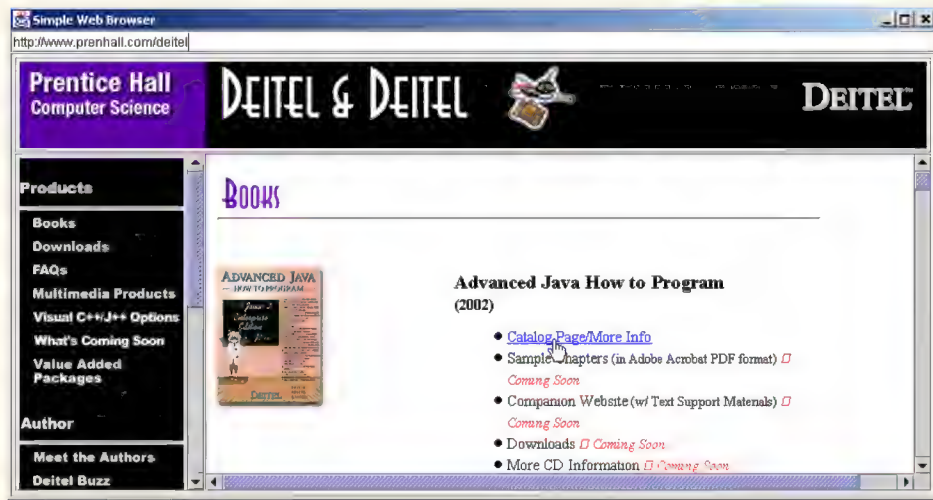 Simple Web Browser
http://www.prenhall.com/deitel
Prentice Hall
Computer Science
DEITEL & DEITEL
DEITEL
Products
Books
Downloads
FAQs
Multimedia Products
Visual C++/J++ Options
What's Coming Soon
Value Added
Packages
Author
Meet the Authors
Deitel Buzz
BOOKS
ADVANCED JAVA
HOW TO PROGRAM
DEITEL
Advanced Java How to Program
(2002)
Catalog Page/More Info
Sample Chapters (in Adobe Acrobat PDF format)
Coming Soon
Companion Website (w/ Text Support Materials)
Coming Soon
Downloads Coming Soon
More CD Information Coming Soon